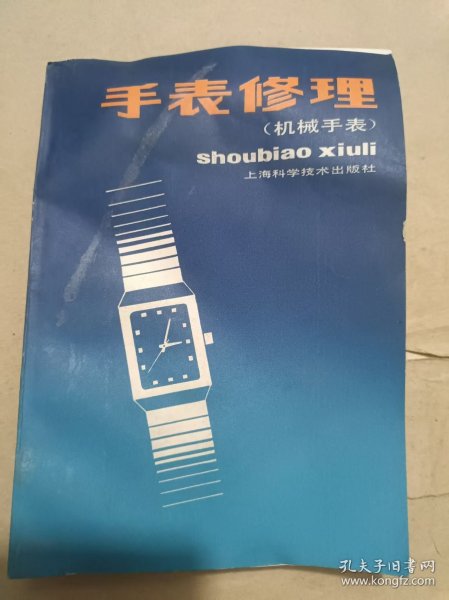 手表修理
(机械手表)
shoubiao xiuli
上海科学技术出版社
孔夫子旧书网
www.kongfz.com